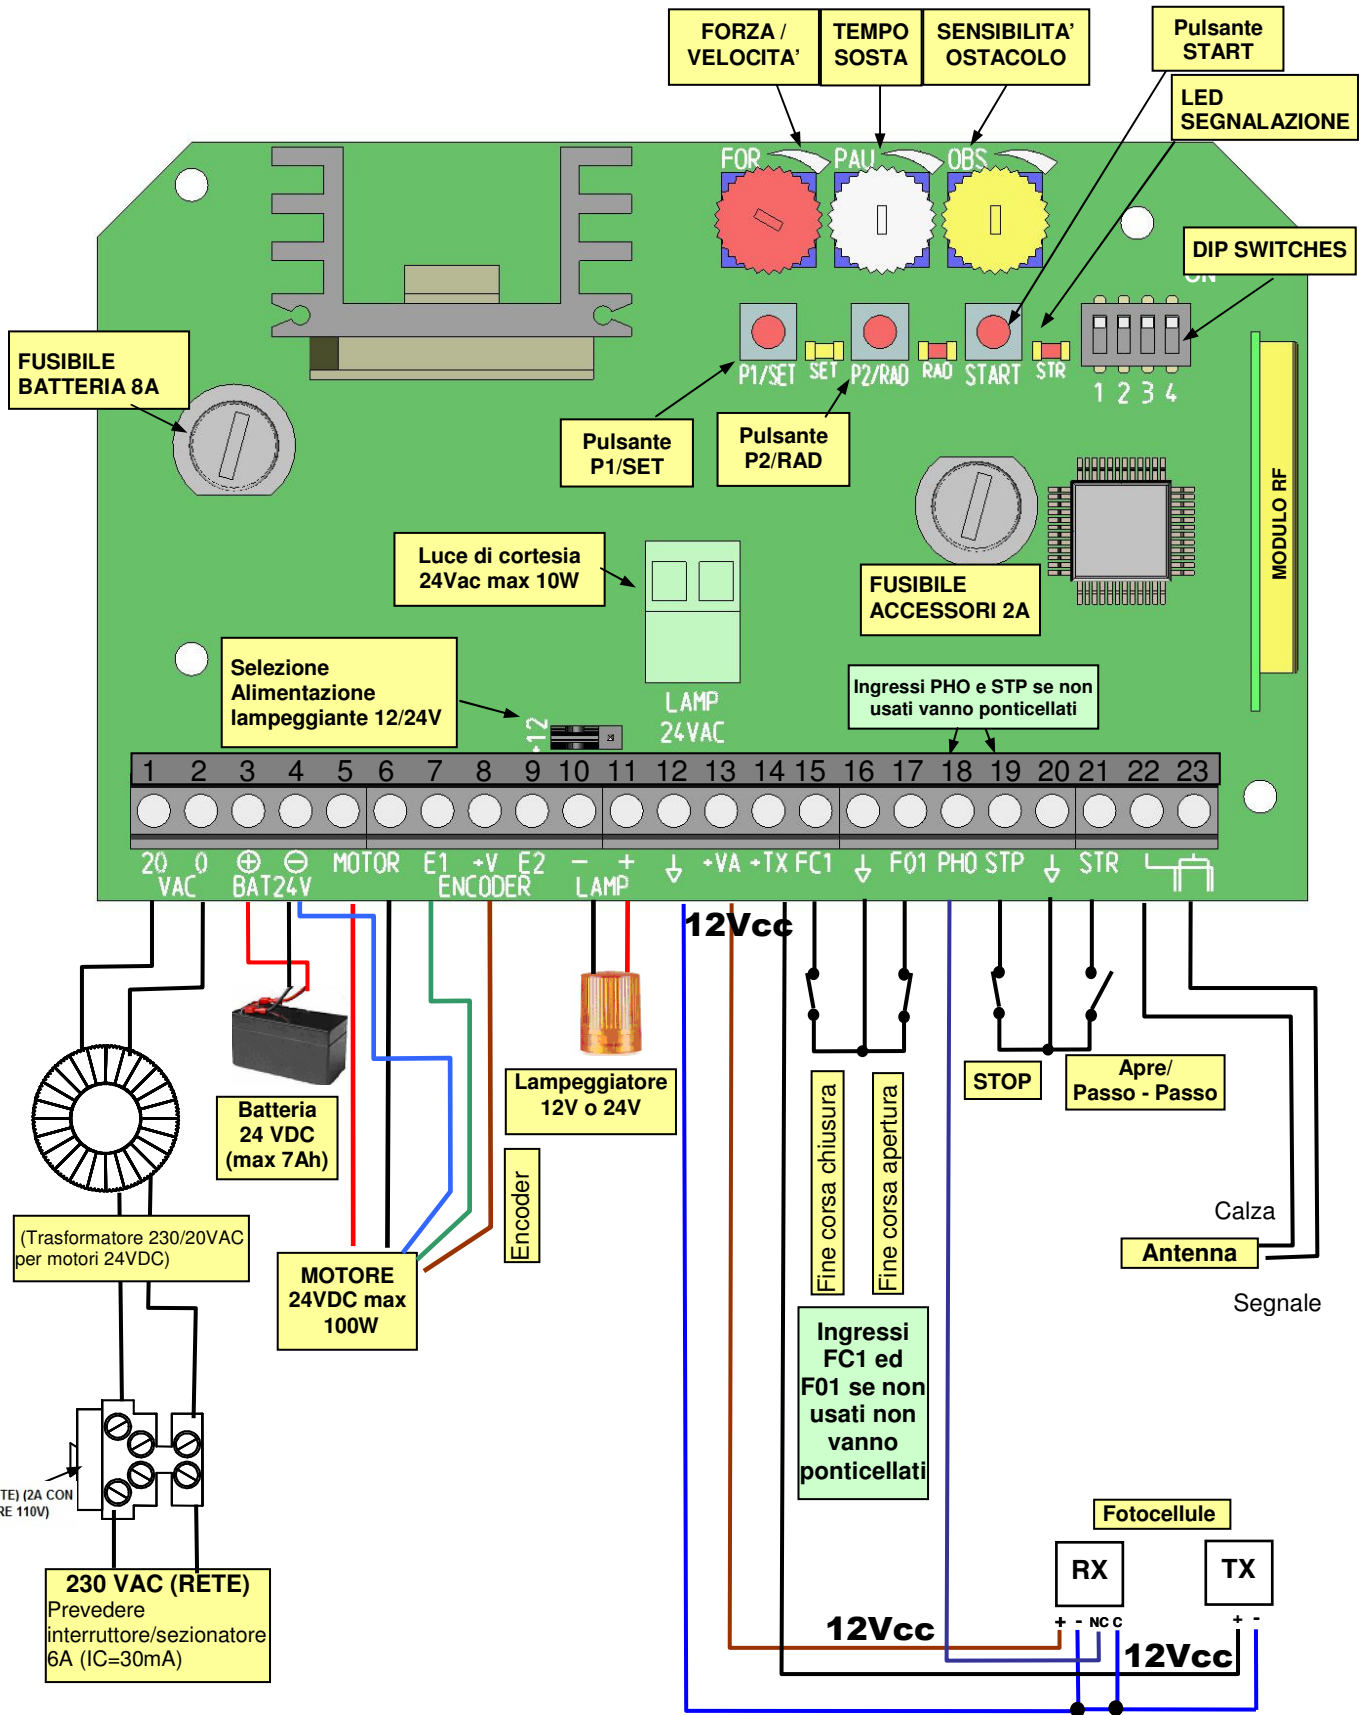 FORZA /
VELOCITA’
TEMPO
SOSTA
SENSIBILITA’
OSTACOLO
Pulsante
START
LED
SEGNALAZIONE
FOR
PAU
OBS
DIP SWITCHES
ON
FUSIBILE
BATTERIA 8A
P1/SET
SET
P2/RAD
RAD
START
STR
1 2 3 4
Pulsante
P1/SET
Pulsante
P2/RAD
MODULO RF
Luce di cortesia
24Vac max 10W
FUSIBILE
ACCESSORI 2A
Selezione
Alimentazione
lampeggiante 12/24V
+12
LAMP
24VAC
Ingressi PHO e STP se non
usati vanno ponticellati
1 2 3 4 5 6 7 8 9 10 11 12 13 14 15 16 17 18 19 20 21 22 23
20 0 + - MOTOR E1 +V E2 - + +VA +TX FC1 F01 PHO STP STR
VAC BAT24V ENCODER LAMP
12Vcc
Batteria
24 VDC
(max 7Ah)
Lampeggiatore
12V o 24V
Encoder
Fine corsa chiusura
Fine corsa apertura
STOP
Apre/
Passo - Passo
Calza
Antenna
Segnale
(Trasformatore 230/20VAC
per motori 24VDC)
MOTORE
24VDC max
100W
Ingressi
FC1 ed
F01 se non
usati non
vanno
ponticellati
TE) (2A CON
RE 110V)
230 VAC (RETE)
Prevedere
interruttore/sezionatore
6A (IC=30mA)
Fotocellule
RX
TX
+ - NC C
+ -
12Vcc
12Vcc